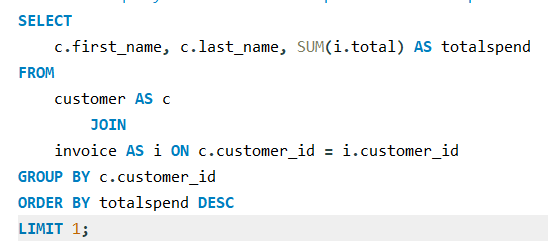 SELECT
c.first_name, c.last_name, SUM(i.total) AS totalspend
FROM
customer AS c
JOIN
invoice AS i ON c.customer_id = i.customer_id
GROUP BY c.customer_id
ORDER BY totalspend DESC
LIMIT 1;